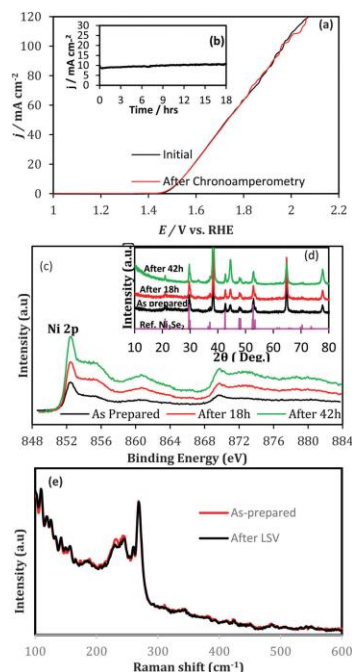 (a)
120
100
80
60
40
20
0
j / mA cm-2
(b)
25
20
15
10
5
0
j / mA cm-2
0 3 6 9 12 15 18
Time / hrs
Initial
After Chronoamperometry
1 1.2 1.4 1.6 1.8 2 2.2
E / V vs. RHE
(c)
Intensity (a.u.)
Ni 2p
(d)
Intensity (a.u.)
After 42h
After 18h
As prepared
Ref. Ni3Se2
10 20 30 40 50 60 70 80
2θ ( Deg.)
As Prepared After 18h After 42h
848 852 856 860 864 868 872 876 880 884
Binding Energy (eV)
(e)
Intensity (a.u)
As-prepared
After LSV
100 200 300 400 500 600
Raman shift (cm-1)